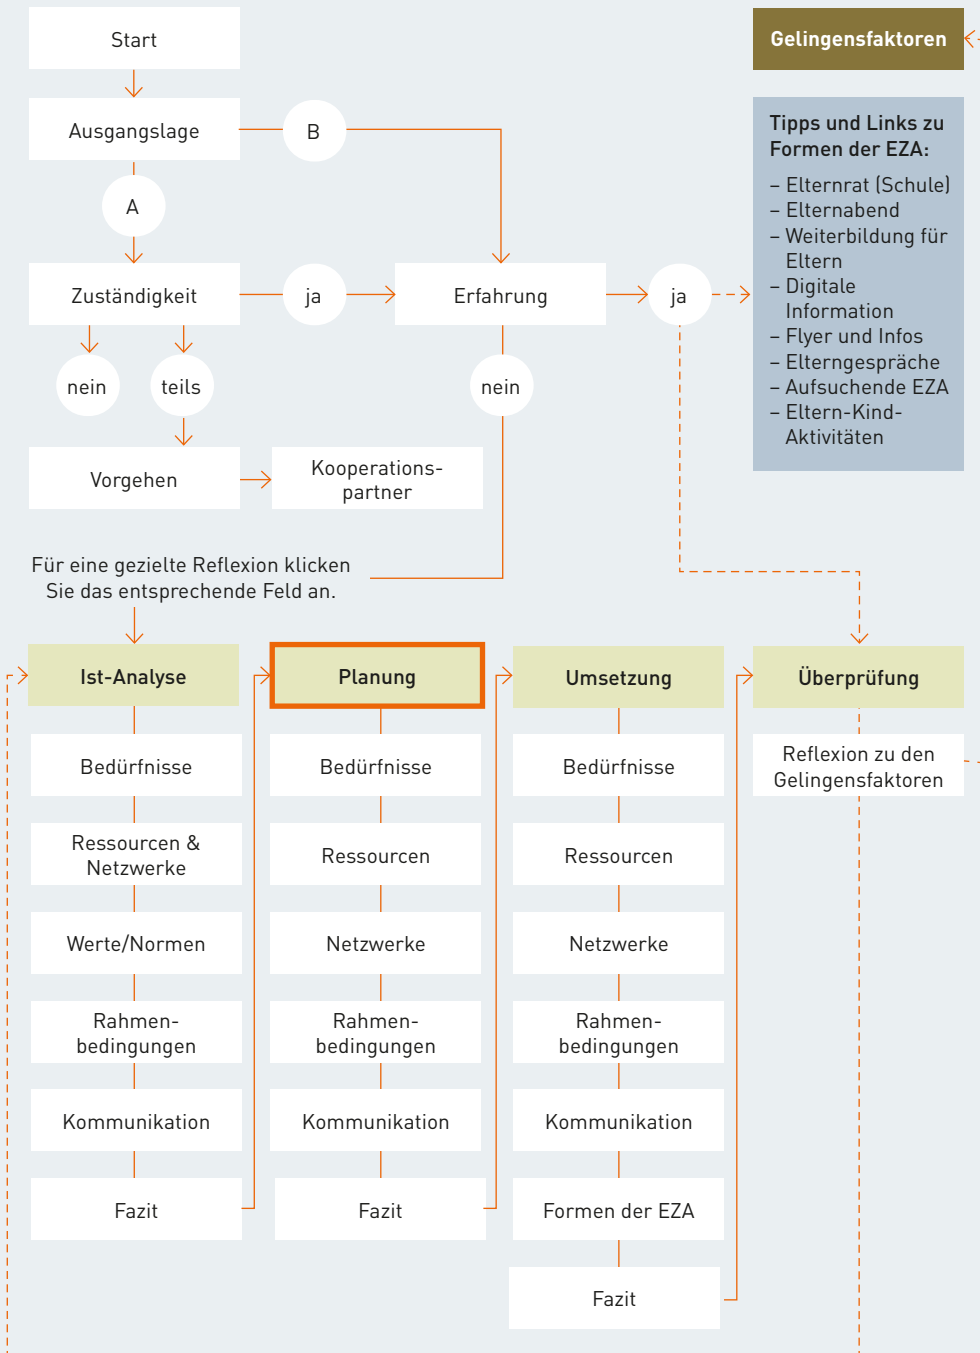 Start
Gelingensfaktoren
Ausgangslage
B
A
Tipps und Links zu
Formen der EZA:
– Elternrat (Schule)
– Elternabend
– Weiterbildung für
Eltern
– Digitale
Information
– Flyer und Infos
– Elterngespräche
– Aufsuchende EZA
– Eltern-Kind-
Aktivitäten
Zuständigkeit
ja
Erfahrung
ja
nein
teils
nein
Vorgehen
Kooperations-
partner
Für eine gezielte Reflexion klicken
Sie das entsprechende Feld an.
Ist-Analyse
Bedürfnisse
Ressourcen &
Netzwerke
Werte/Normen
Rahmen-
bedingungen
Kommunikation
Fazit
Planung
Bedürfnisse
Ressourcen
Netzwerke
Rahmen-
bedingungen
Kommunikation
Fazit
Umsetzung
Bedürfnisse
Ressourcen
Netzwerke
Rahmen-
bedingungen
Kommunikation
Formen der EZA
Fazit
Überprüfung
Reflexion zu den
Gelingensfaktoren